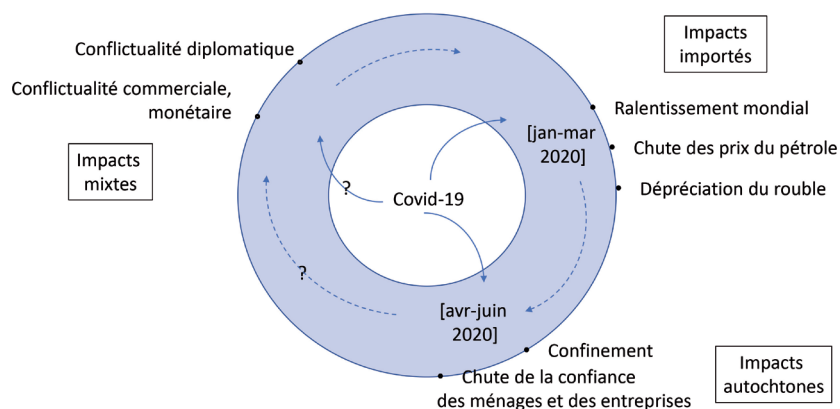 Conflictualité diplomatique
Conflictualité commerciale,
monétaire
Impacts
importés
Ralentissement mondial
[jan-mar
2020]
Chute des prix du pétrole
Dépréciation du rouble
Impacts
mixtes
?
Covid-19
?
[avr-juin
2020]
Confinement
Chute de la confiance
des ménages et des entreprises
Impacts
autochtones